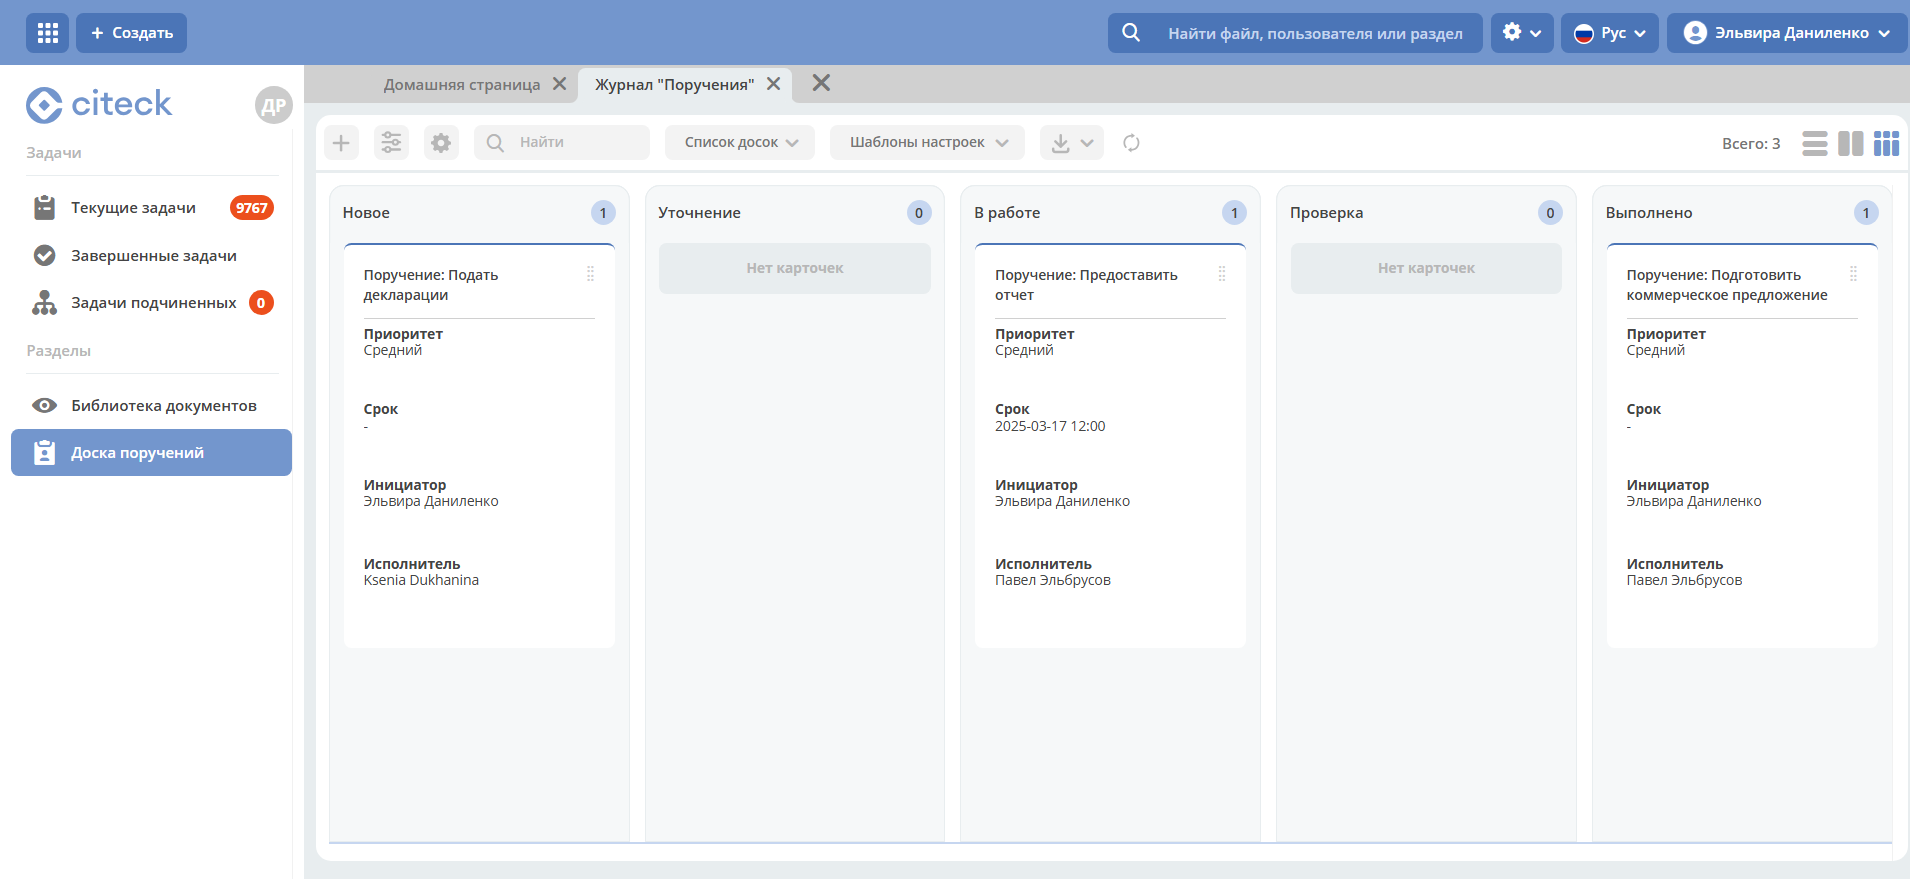 Создать
Найти файл, пользователя или раздел
Рус
Эльвира Даниленко
citeck
ДР
Домашняя страница
Журнал "Поручения"
Найти
Список досок
Шаблоны настроек
Всего: 3
Задачи
Текущие задачи 9767
Завершенные задачи
Задачи подчиненных 0
Разделы
Библиотека документов
Доска поручений
Новое 1
Поручение: Подать
декларации
Приоритет
Средний
Срок
-
Инициатор
Эльвира Даниленко
Исполнитель
Ksenia Dukhanina
Уточнение 0
Нет карточек
В работе 1
Поручение: Предоставить
отчет
Приоритет
Средний
Срок
2025-03-17 12:00
Инициатор
Эльвира Даниленко
Исполнитель
Павел Эльбрусов
Проверка 0
Нет карточек
Выполнено 1
Поручение: Подготовить
коммерческое предложение
Приоритет
Средний
Срок
-
Инициатор
Эльвира Даниленко
Исполнитель
Павел Эльбрусов